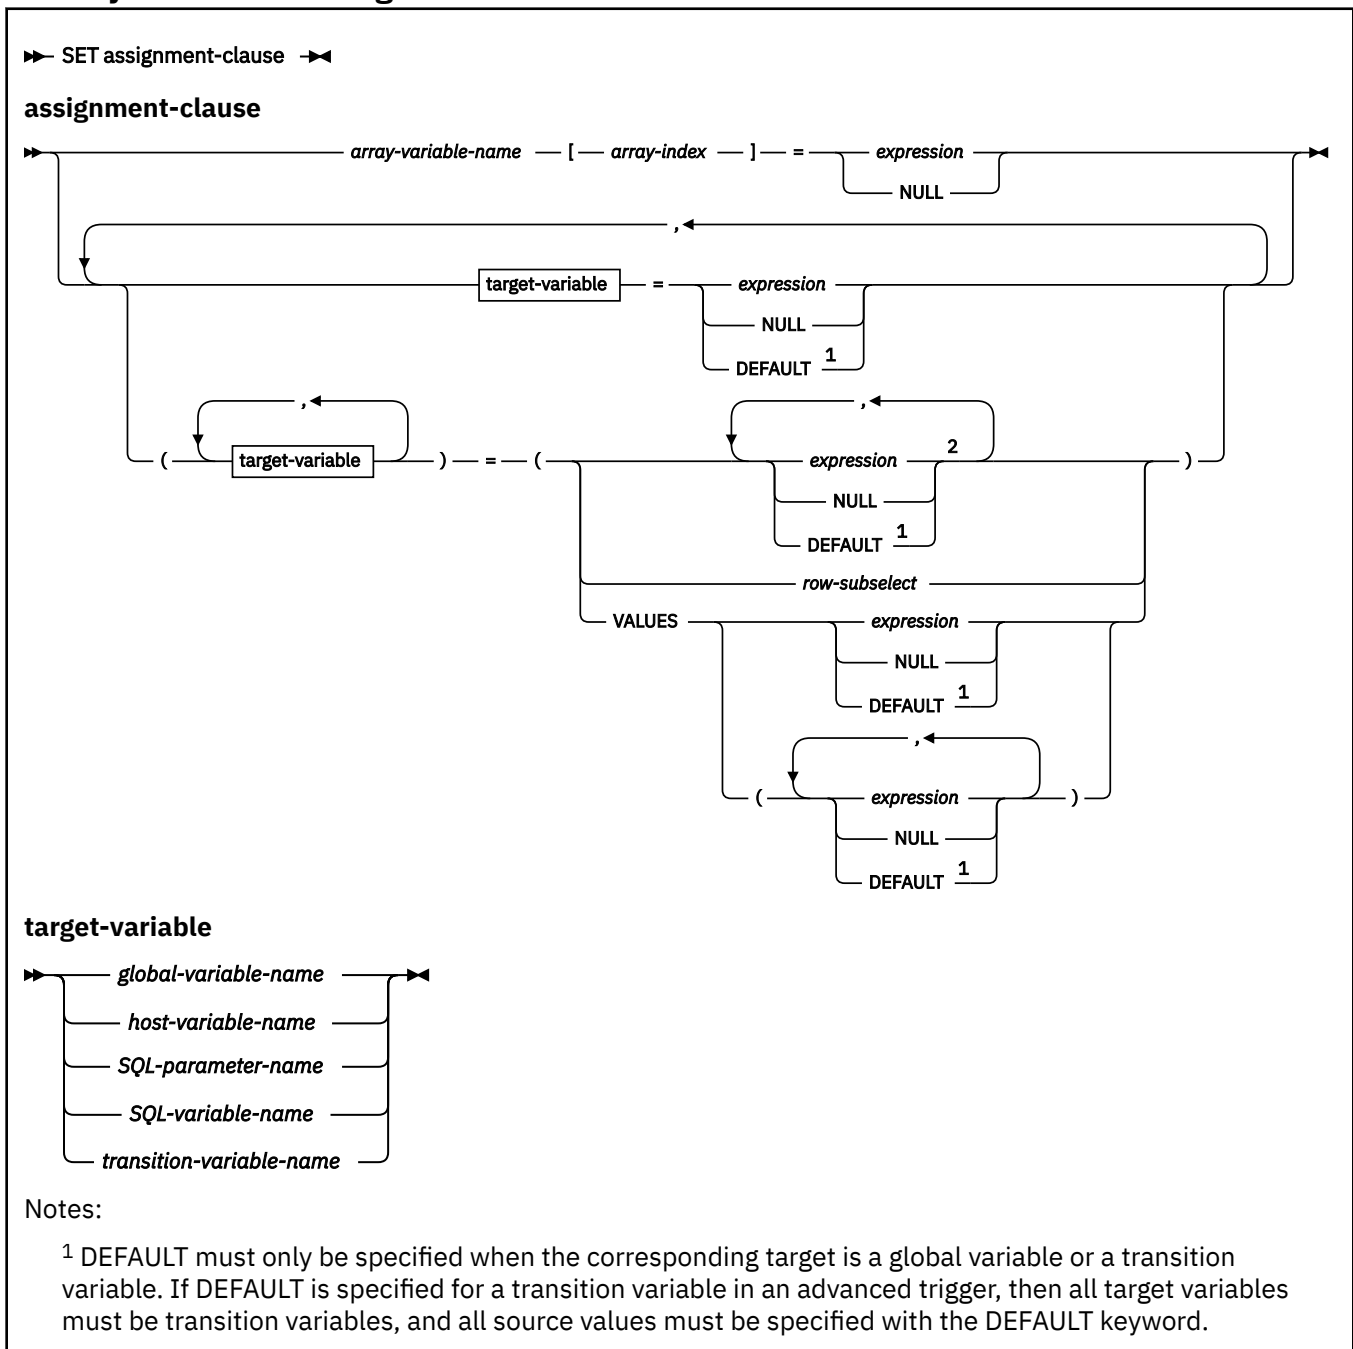 SET assignment-clause
assignment-clause
array-variable-name [ array-index ] = expression
NULL
,
target-variable = expression
NULL
DEFAULT 1
, ,
( target-variable ) = ( expression 2 )
NULL
DEFAULT 1
row-subselect
VALUES expression
NULL
DEFAULT 1
,
( expression )
NULL
DEFAULT 1
target-variable
global-variable-name
host-variable-name
SQL-parameter-name
SQL-variable-name
transition-variable-name
Notes:
1 DEFAULT must only be specified when the corresponding target is a global variable or a transition
variable. If DEFAULT is specified for a transition variable in an advanced trigger, then all target variables
must be transition variables, and all source values must be specified with the DEFAULT keyword.